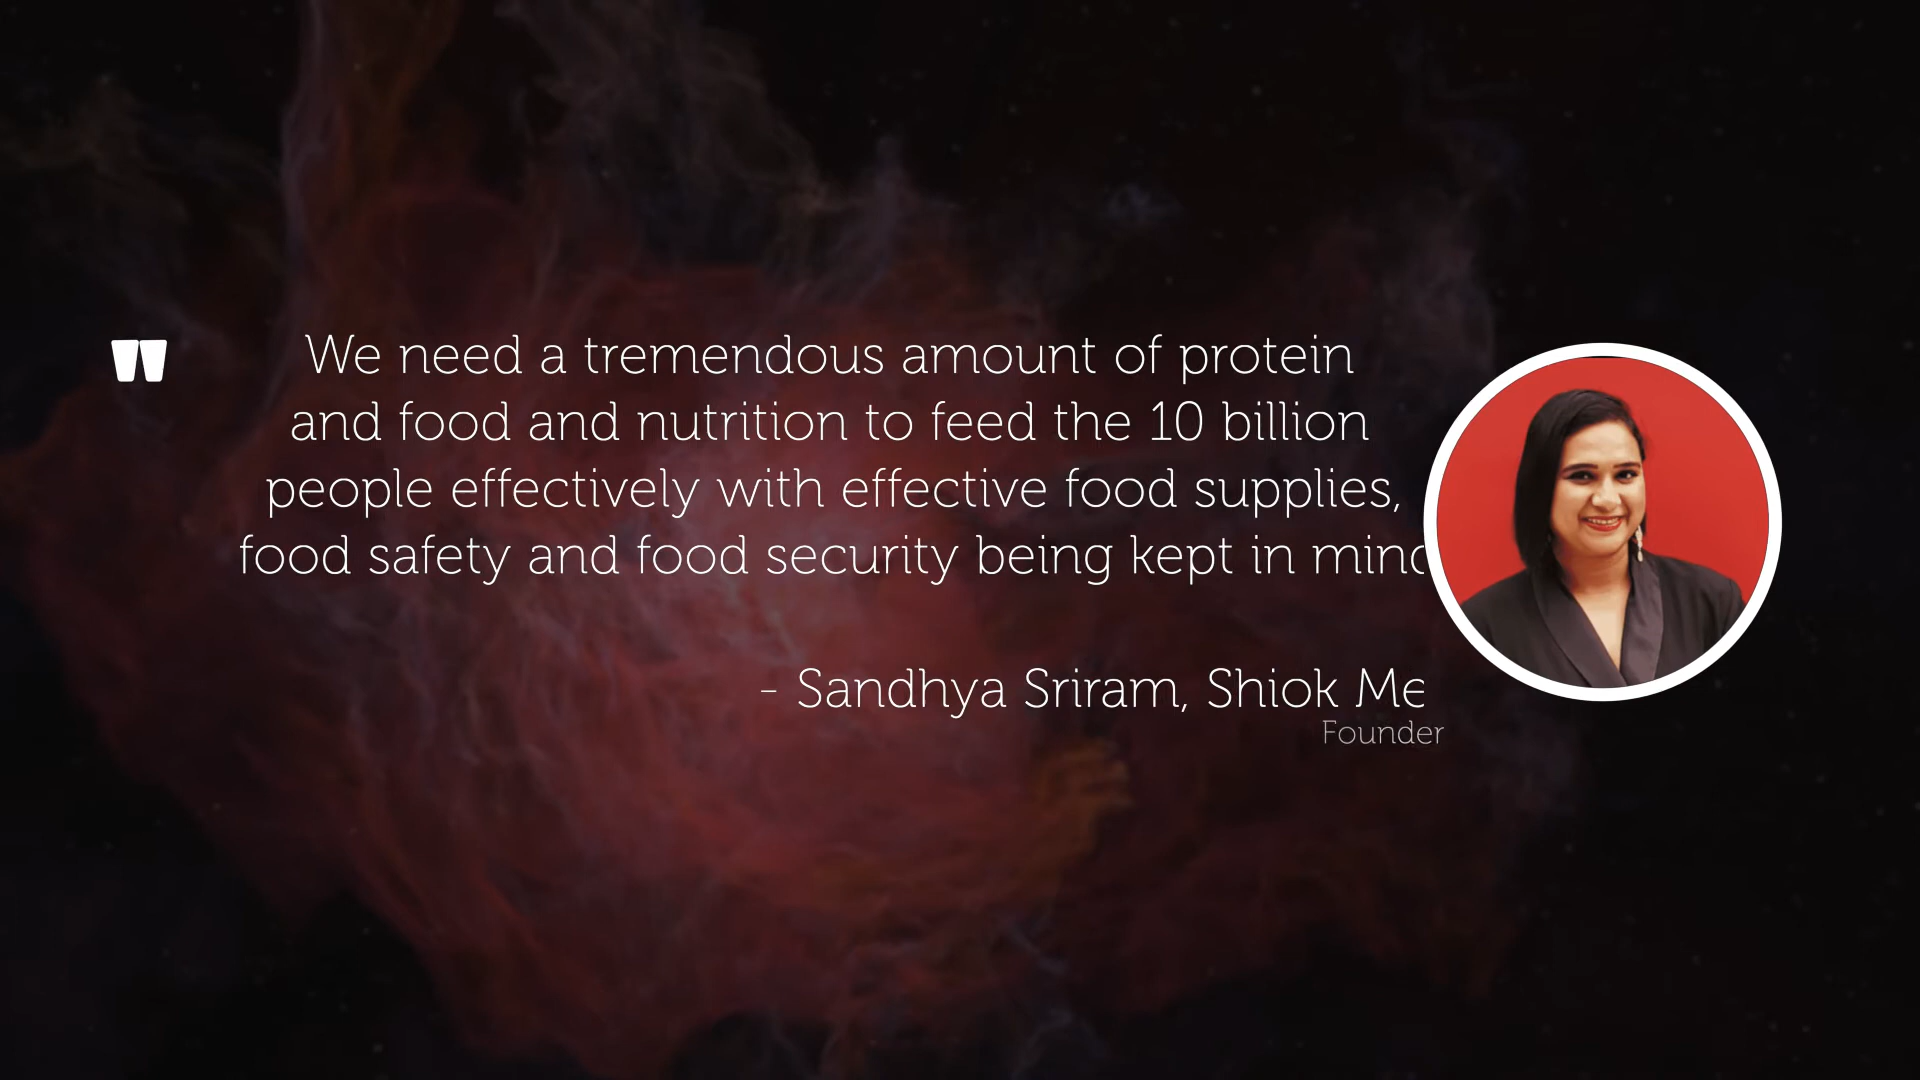 "
We need a tremendous amount of protein
and food and nutrition to feed the 10 billion
people effectively with effective food supplies,
food safety and food security being kept in mind
- Sandhya Sriram, Shiok Me
Founder